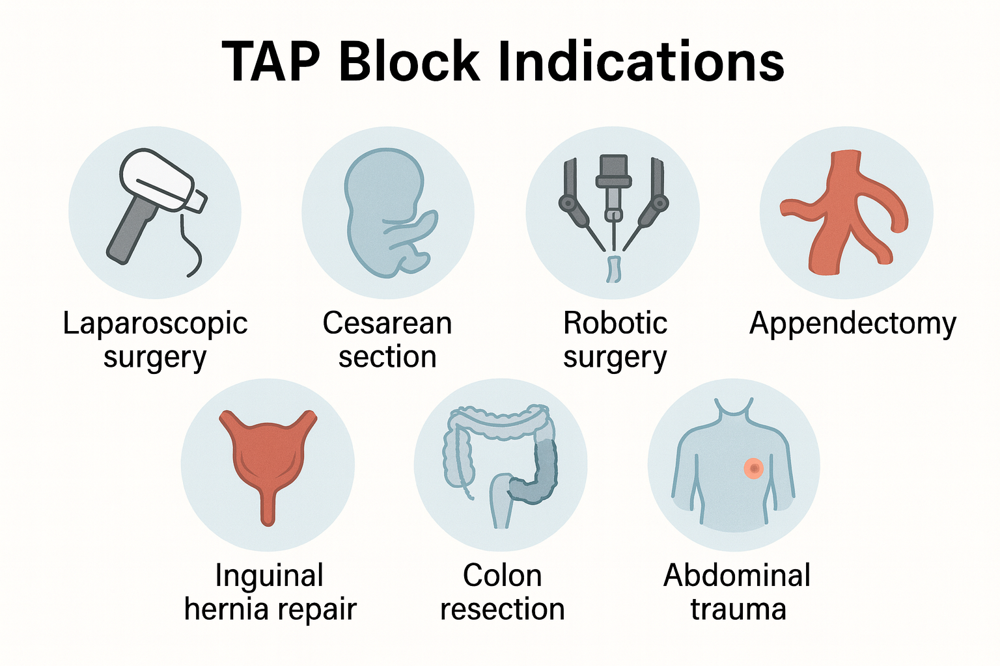 TAP Block Indications
Laparoscopic
surgery
Cesarean
section
Robotic
surgery
Appendectomy
Inguinal
hernia repair
Colon
resection
Abdominal
trauma